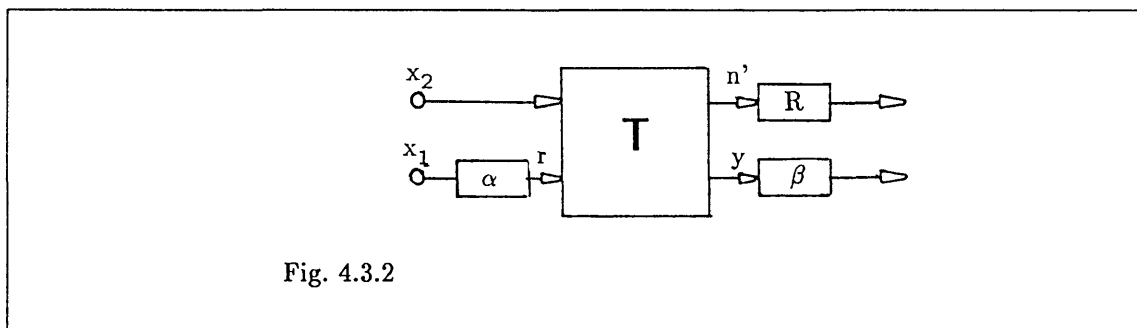 x₂ n' R
T
x₁ α r y β
Fig. 4.3.2